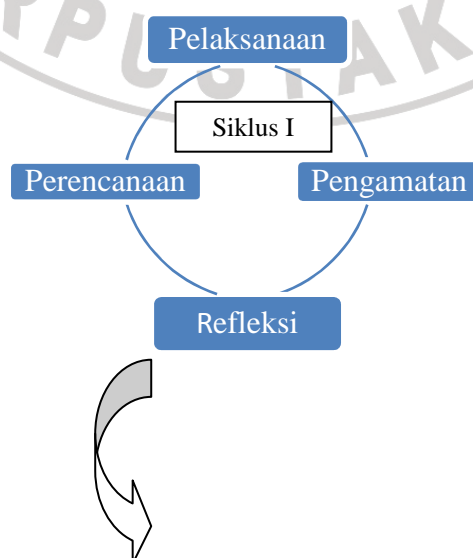 Pelaksanaan
Siklus I
Perencanaan
Pengamatan
Refleksi